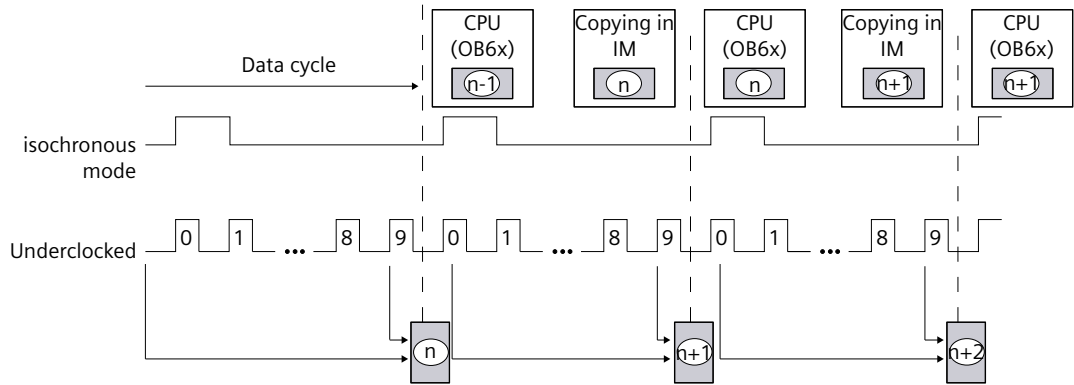 CPU
(OB6x)
n-1
Copying in
IM
n
CPU
(OB6x)
n
Copying in
IM
n+1
CPU
(OB6x)
n+1
Data cycle
isochronous
mode
Underclocked
0 1 ... 8 9 0 1 ... 8 9 0 1 ... 8 9
n
n+1
n+2